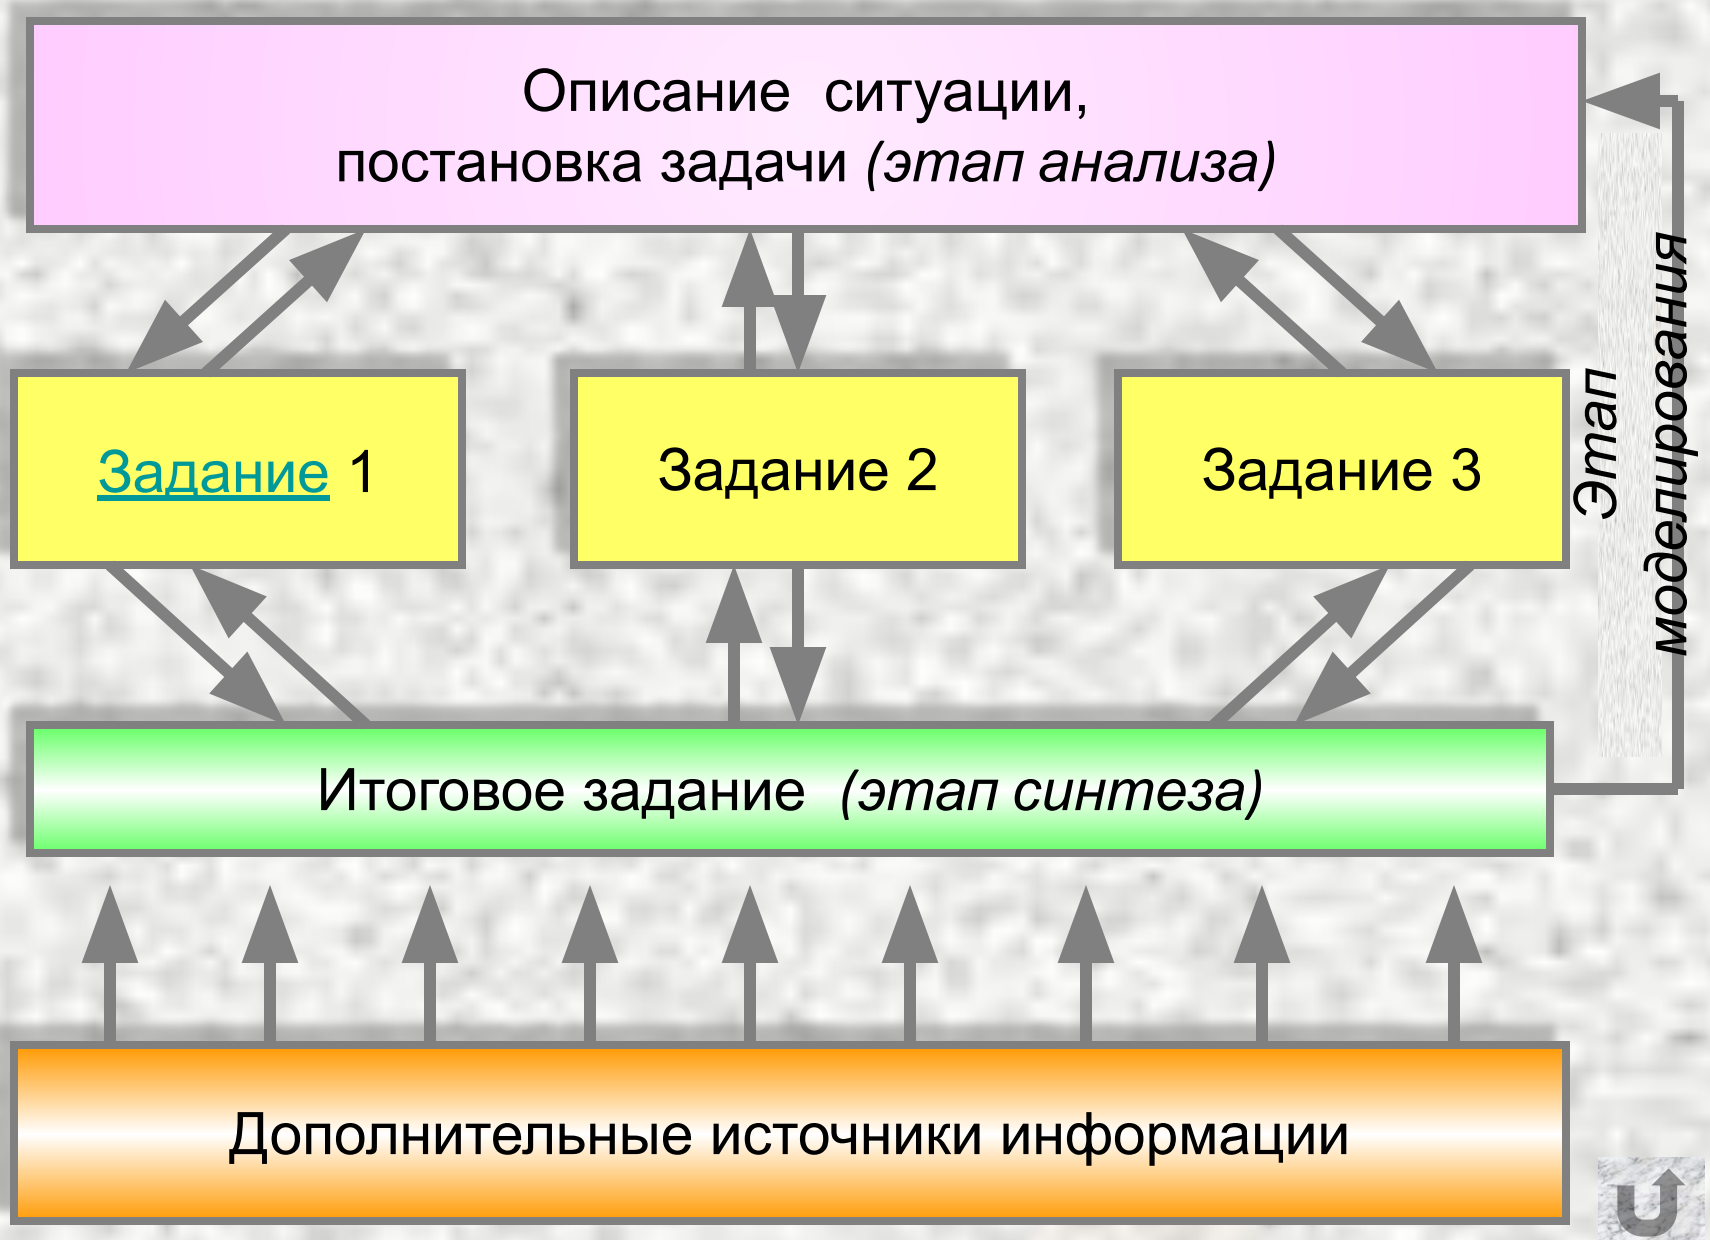 Описание ситуации,
постановка задачи (этап анализа)
Задание 1
Задание 2
Задание 3
Этап
моделирования
Итоговое задание (этап синтеза)
Дополнительные источники информации